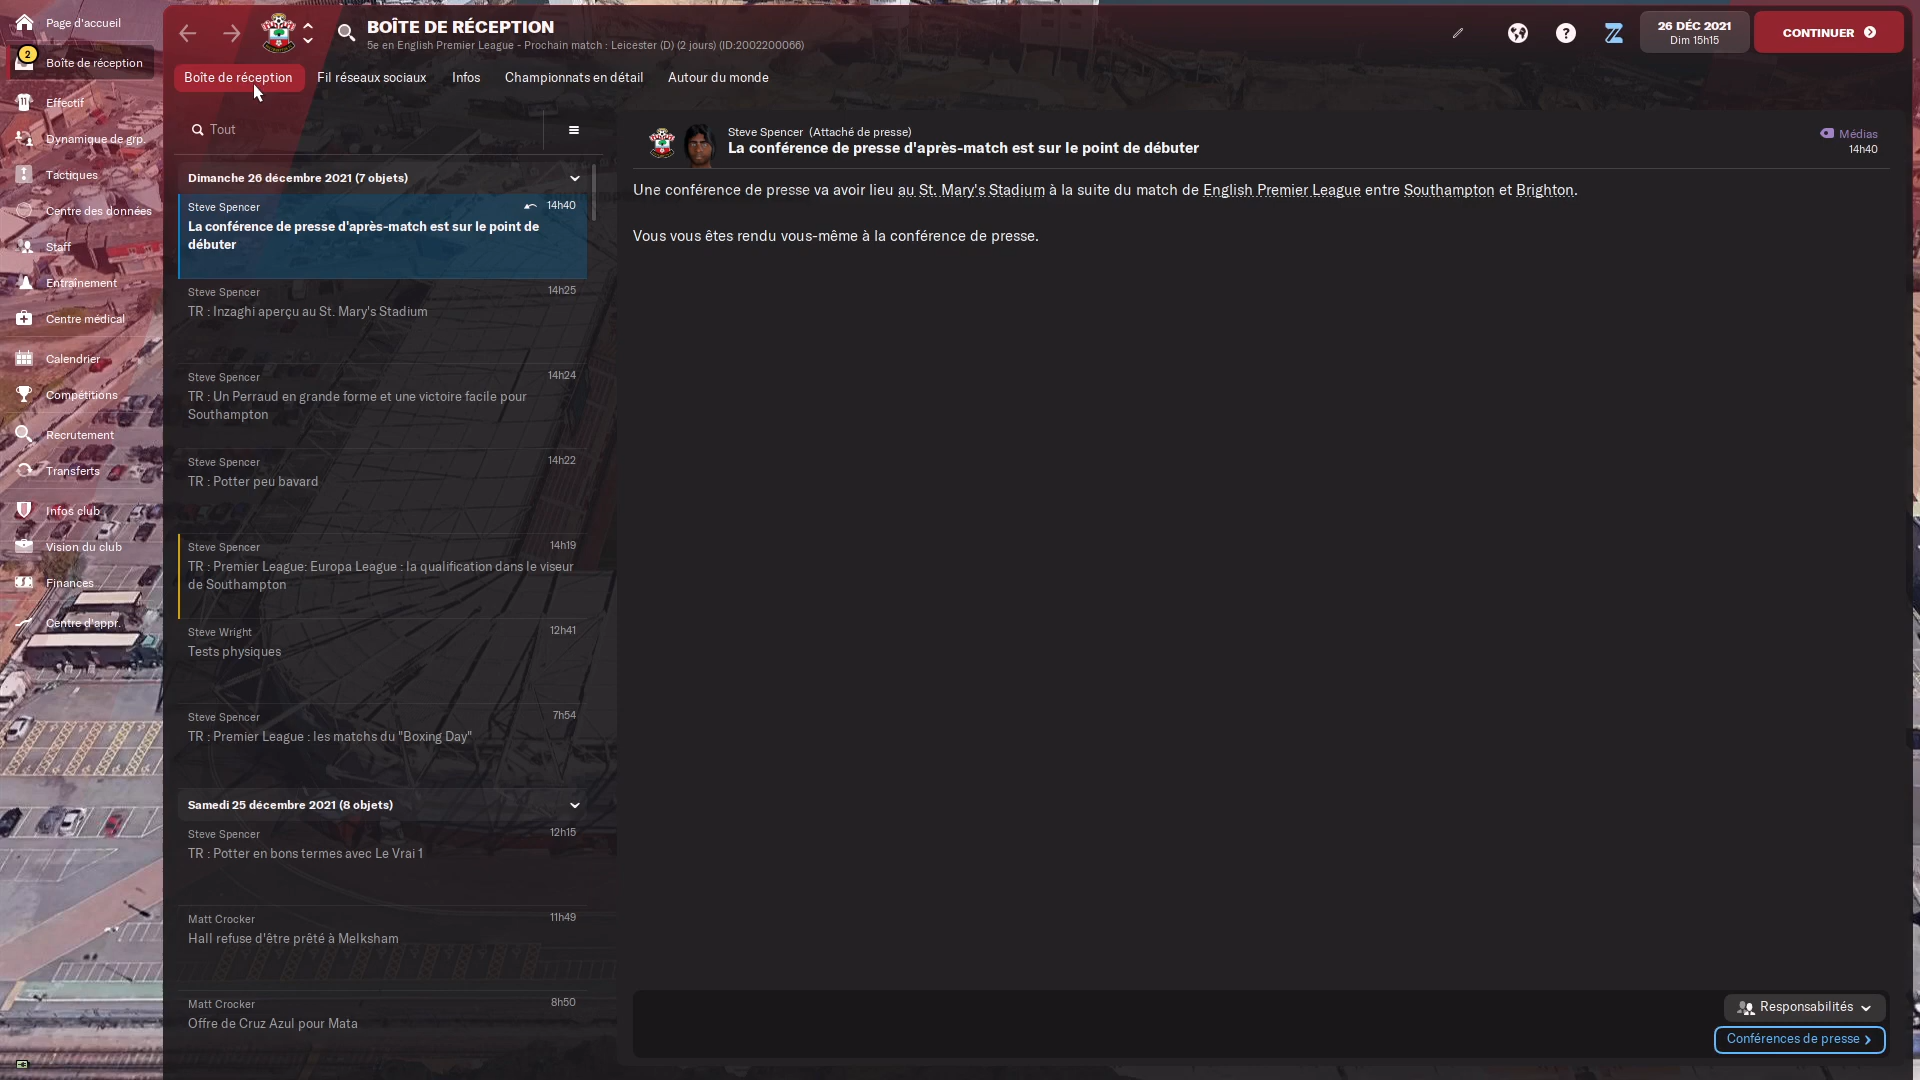 Page d'accueil
2
Boîte de réception
Effectif
Dynamique de grp.
Tactiques
Centre des données
Staff
Entraînement
Centre médical
Calendrier
Compétitions
Recrutement
Transferts
Infos club
Vision du club
Finances
Centre d'appr.
BOÎTE DE RÉCEPTION
5e en English Premier League - Prochain match : Leicester (D) (2 jours) (ID:2002200066)
26 DÉC 2021
Dim 15h15
CONTINUER
Boîte de réception
Fil réseaux sociaux
Infos
Championnats en détail
Autour du monde
Tout
Dimanche 26 décembre 2021 (7 objets)
Steve Spencer 14h40
La conférence de presse d'après-match est sur le point de
débuter
Steve Spencer 14h25
TR : Inzaghi aperçu au St. Mary's Stadium
Steve Spencer 14h24
TR : Un Perraud en grande forme et une victoire facile pour
Southampton
Steve Spencer 14h22
TR : Potter peu bavard
Steve Spencer 14h19
TR : Premier League: Europa League : la qualification dans le viseur
de Southampton
Steve Wright 12h41
Tests physiques
Steve Spencer 7h54
TR : Premier League : les matchs du "Boxing Day"
Samedi 25 décembre 2021 (8 objets)
Steve Spencer 12h15
TR : Potter en bons termes avec Le Vrai 1
Matt Crocker 11h49
Hall refuse d'être prêté à Melksham
Matt Crocker 8h50
Offre de Cruz Azul pour Mata
Steve Spencer (Attaché de presse)
La conférence de presse d'après-match est sur le point de débuter
Médias
14h40
Une conférence de presse va avoir lieu au St. Mary's Stadium à la suite du match de English Premier League entre Southampton et Brighton.
Vous vous êtes rendu vous-même à la conférence de presse.
Responsabilités
Conférences de presse